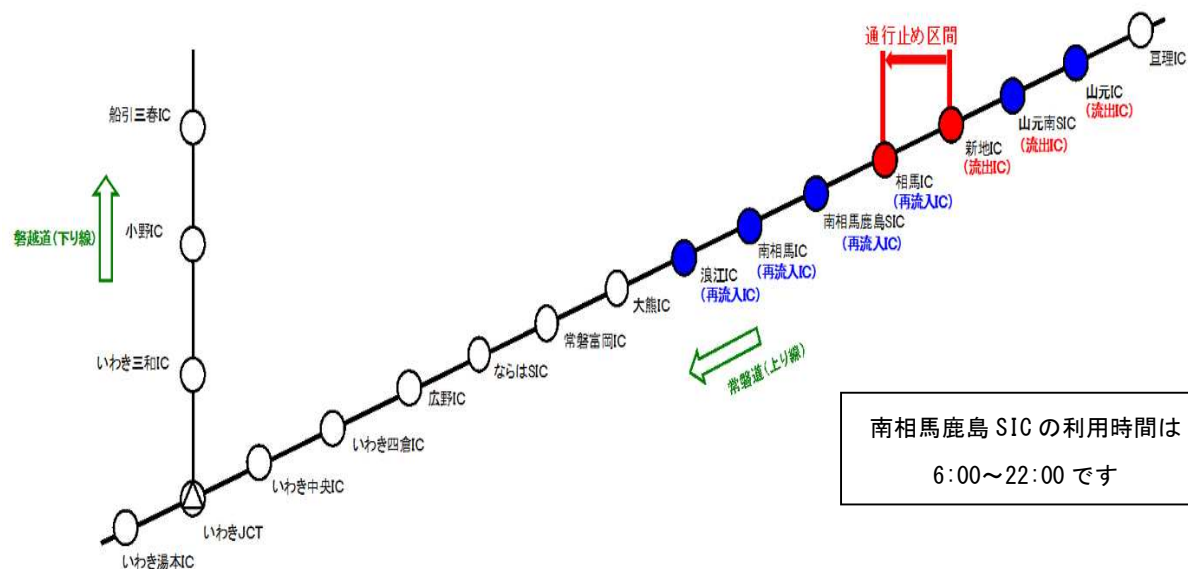 通行止め区間
亘理IC
山元IC
(流出IC)
山元南SIC
(流出IC)
新地IC
(流出IC)
相馬IC
(再流入IC)
南相馬鹿島SIC
(再流入IC)
南相馬IC
(再流入IC)
浪江IC
(再流入IC)
大熊IC
常磐富岡IC
ならはSIC
広野IC
いわき四倉IC
いわき中央IC
いわきJCT
いわき湯本IC
船引三春IC
小野IC
いわき三和IC
磐越道(下り線)
常磐道(上り線)
南相馬鹿島 SIC の利用時間は
6:00～22:00 です